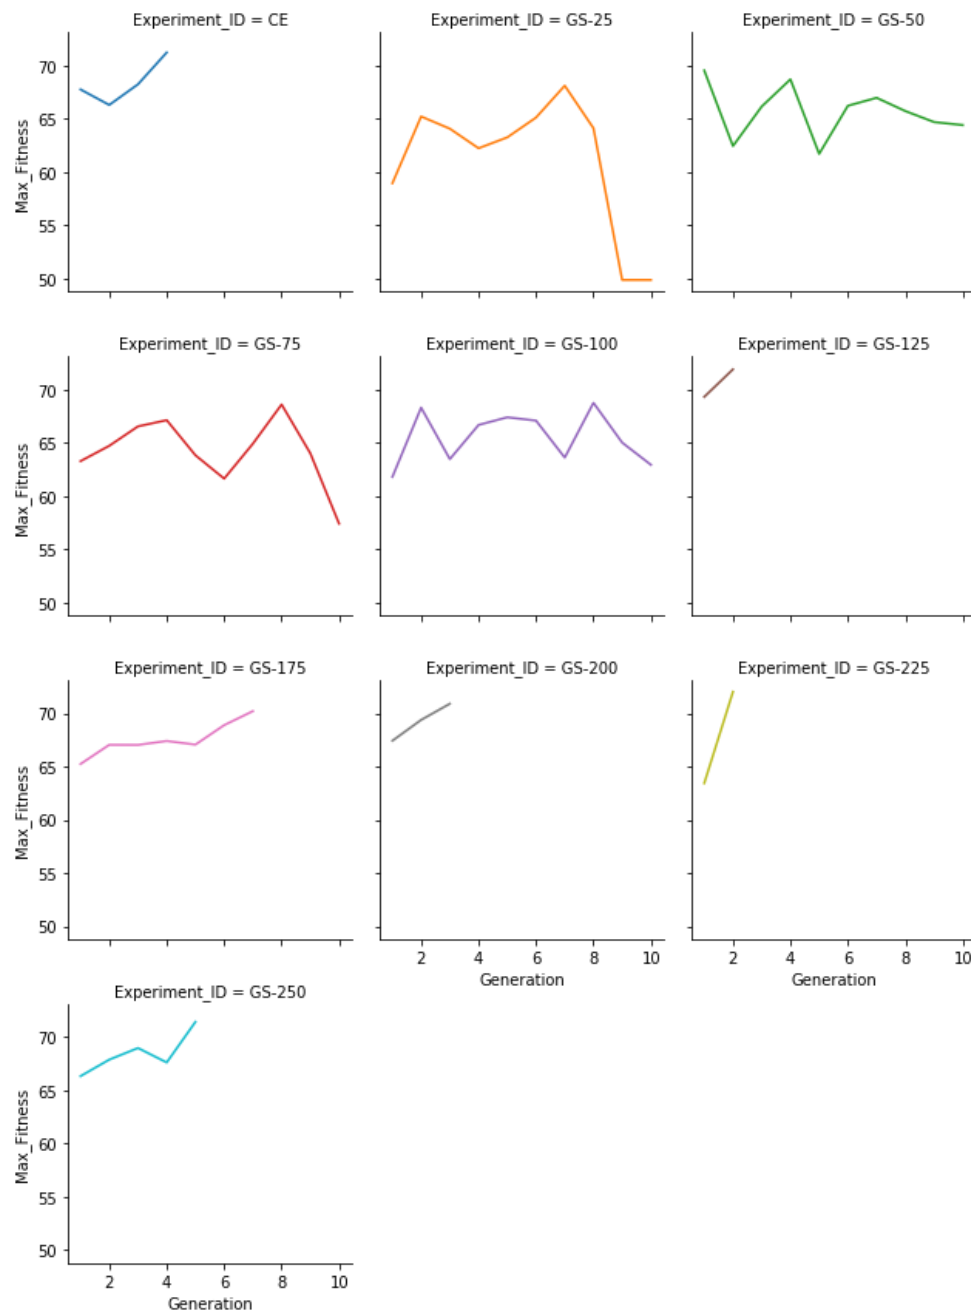 Experiment_ID = CE
Experiment_ID = GS-25
Experiment_ID = GS-50
Max_Fitness
70
65
60
55
50
Experiment_ID = GS-75
Experiment_ID = GS-100
Experiment_ID = GS-125
Max_Fitness
70
65
60
55
50
Experiment_ID = GS-175
Experiment_ID = GS-200
Experiment_ID = GS-225
Max_Fitness
70
65
60
55
50
2 4 6 8 10
Generation
2 4 6 8 10
Generation
Experiment_ID = GS-250
Max_Fitness
70
65
60
55
50
2 4 6 8 10
Generation